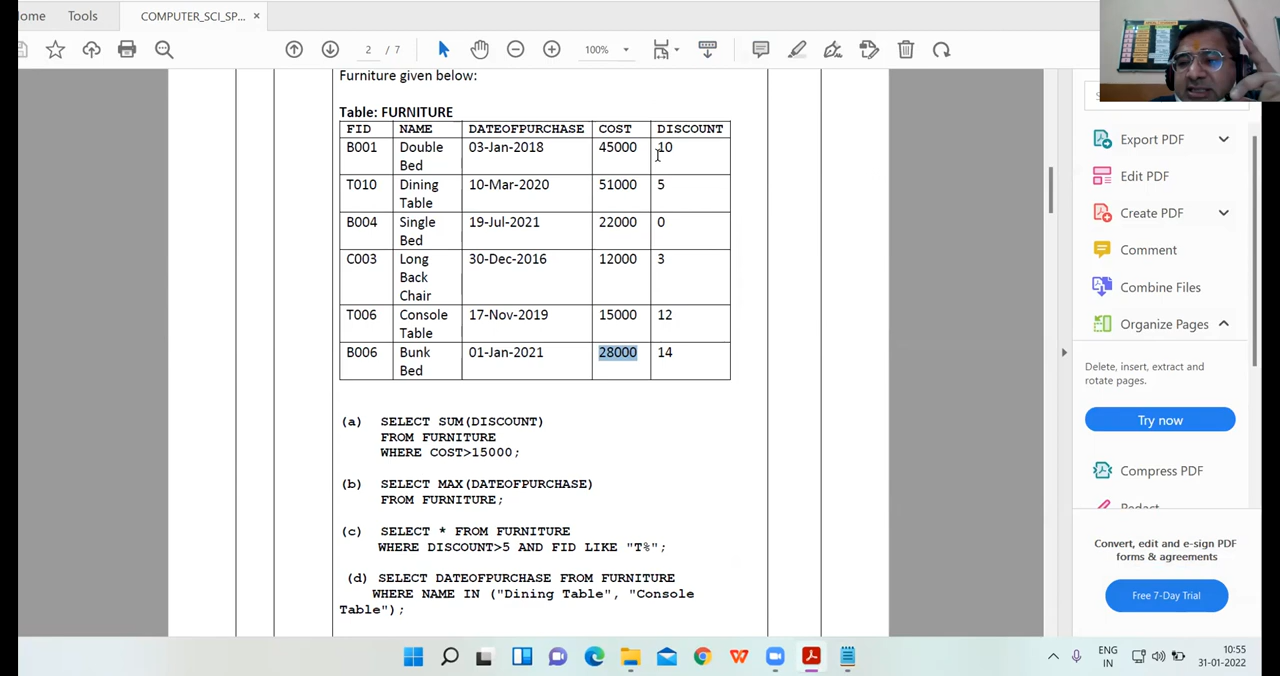 ome
Tools
COMPUTER_SCI_SP... ×
2 / 7
100%
Furniture given below:
Table: FURNITURE
FID NAME DATEOFPURCHASE COST DISCOUNT
B001 Double 03-Jan-2018 45000 10
Bed
T010 Dining 10-Mar-2020 51000 5
Table
B004 Single 19-Jul-2021 22000 0
Bed
C003 Long 30-Dec-2016 12000 3
Back
Chair
T006 Console 17-Nov-2019 15000 12
Table
B006 Bunk 01-Jan-2021 28000 14
Bed
(a) SELECT SUM(DISCOUNT)
FROM FURNITURE
WHERE COST>15000;
(b) SELECT MAX(DATEOFPURCHASE)
FROM FURNITURE;
(c) SELECT * FROM FURNITURE
WHERE DISCOUNT>5 AND FID LIKE "T%";
(d) SELECT DATEOFPURCHASE FROM FURNITURE
WHERE NAME IN ("Dining Table", "Console
Table");
Export PDF
Edit PDF
Create PDF
Comment
Combine Files
Organize Pages
Delete, insert, extract and
rotate pages.
Try now
Compress PDF
Redact
Convert, edit and e-sign PDF
forms & agreements
Free 7-Day Trial
ENG
IN
10:55
31-01-2022